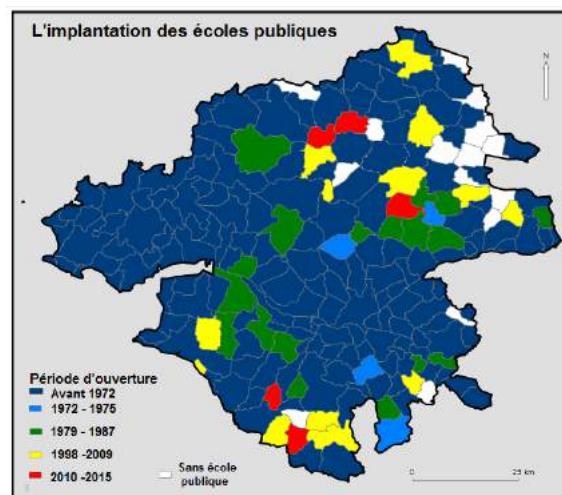 L'implantation des écoles publiques
N
Période d'ouverture
Avant 1972
1972 - 1975
1979 - 1987
1998 -2009
2010 -2015
Sans école
publique
0
25 km